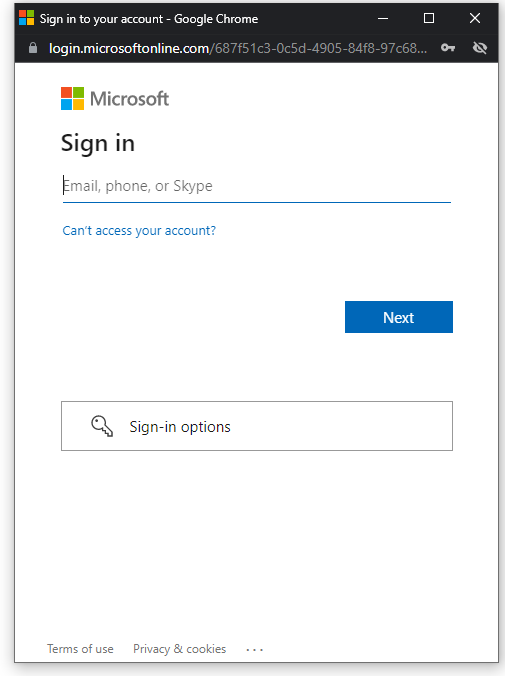 Sign in to your account - Google Chrome
login.microsoftonline.com/687f51c3-0c5d-4905-84f8-97c68...
Microsoft
Sign in
Email, phone, or Skype
Can't access your account?
Next
Sign-in options
Terms of use Privacy & cookies ...